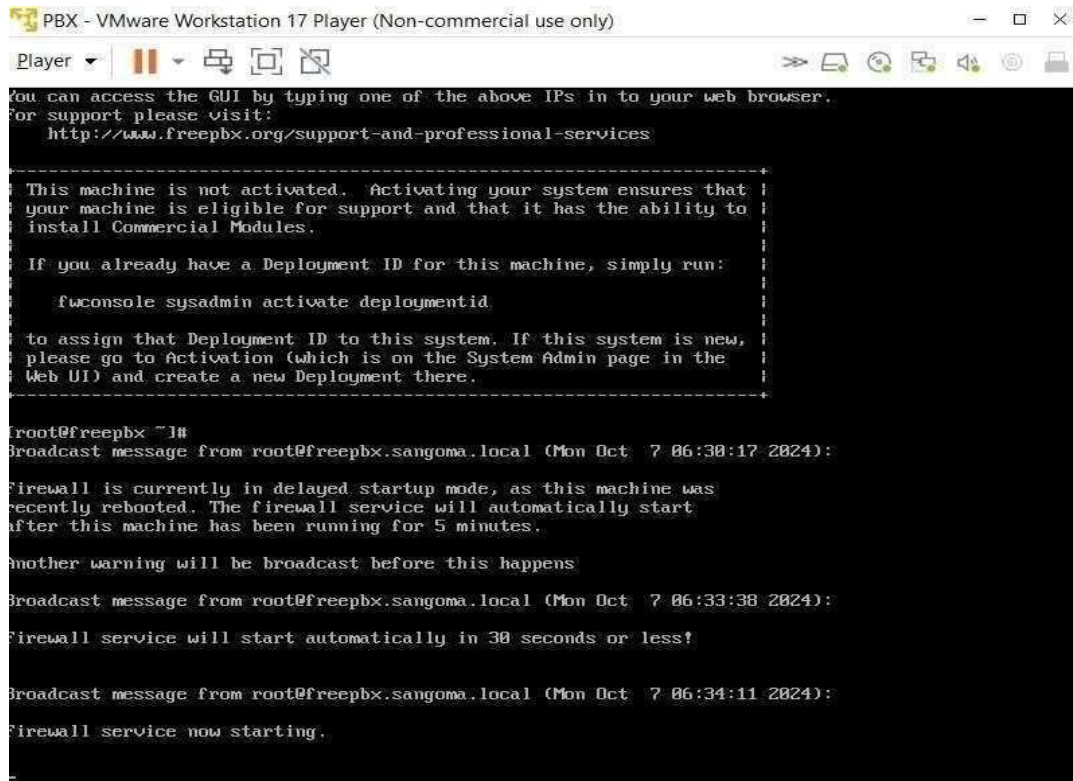 PBX - VMware Workstation 17 Player (Non-commercial use only)
Player
You can access the GUI by typing one of the above IPs in to your web browser.
For support please visit:
http://www.freepbx.org/support-and-professional-services
This machine is not activated.  Activating your system ensures that
your machine is eligible for support and that it has the ability to
install Commercial Modules.
If you already have a Deployment ID for this machine, simply run:
fwconsole sysadmin activate deploymentid
to assign that Deployment ID to this system. If this system is new,
please go to Activation (which is on the System Admin page in the
Web UI) and create a new Deployment there.
[root@freepbx ~]#
Broadcast message from root@freepbx.sangoma.local (Mon Oct  7 06:30:17 2024):
Firewall is currently in delayed startup mode, as this machine was
recently rebooted. The firewall service will automatically start
after this machine has been running for 5 minutes.
Another warning will be broadcast before this happens
Broadcast message from root@freepbx.sangoma.local (Mon Oct  7 06:33:38 2024):
Firewall service will start automatically in 30 seconds or less!
Broadcast message from root@freepbx.sangoma.local (Mon Oct  7 06:34:11 2024):
Firewall service now starting.